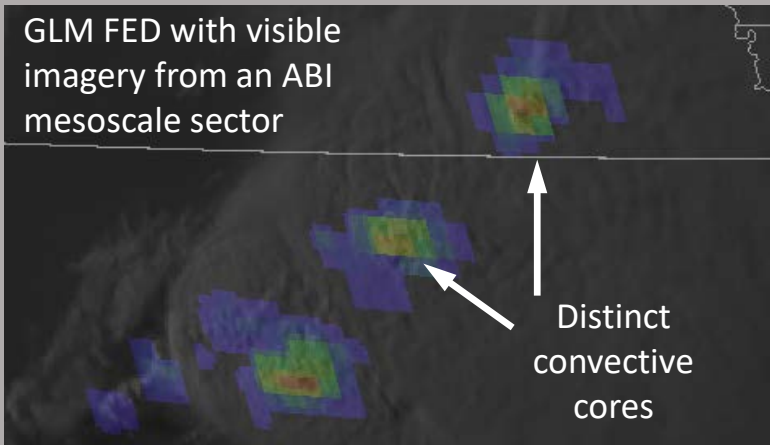 GLM FED with visible
imagery from an ABI
mesoscale sector
Distinct
convective
cores